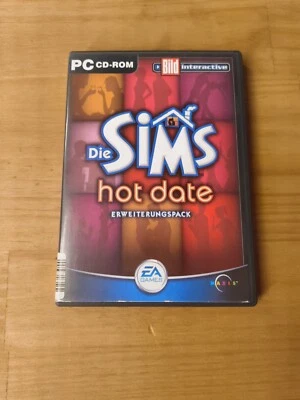 PC CD-ROM
Bild interactive
Die SiMS
hot date
ERWEITERUNGSPACK
EA
GAMES
MAXIS